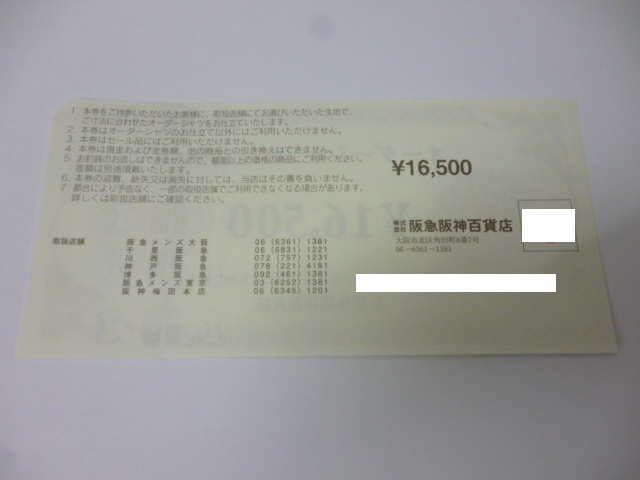 1．本券をご持参いただいたお客様に、取扱店舗にてお選びいただいた生地で、
ご寸法に合わせたオーダーシャツをお仕立ていたします。
2．本券はオーダーシャツのお仕立て以外にはご利用いただけません。
3．本券はセール品にはご利用いただけません。
4．本券は現金および金券類、他の商品との引き換えはできません。
5．お釣銭のお返しはできませんので、額面以上の価格の商品にご利用ください。
差額は別途頂戴いたします。
6．本券の盗難、紛失又は滅失に対しては、当店はその責を負いません。
7．都合により予告なく、一部の取扱店舗でご利用できなくなる場合があります。
詳しくは取扱店舗にご確認ください。
¥16,500
株式会社 阪急阪神百貨店
大阪市北区角田町8番7号
06-6361-1381
取扱店舗 阪急メンズ大阪 06 (6361) 1381
千里阪急 06 (6831) 1221
川西阪急 072 (757) 1231
神戸阪急 078 (221) 4181
博多阪急 092 (461) 1381
阪急メンズ東京 03 (6252) 1381
阪神梅田本店 06 (6345) 1201